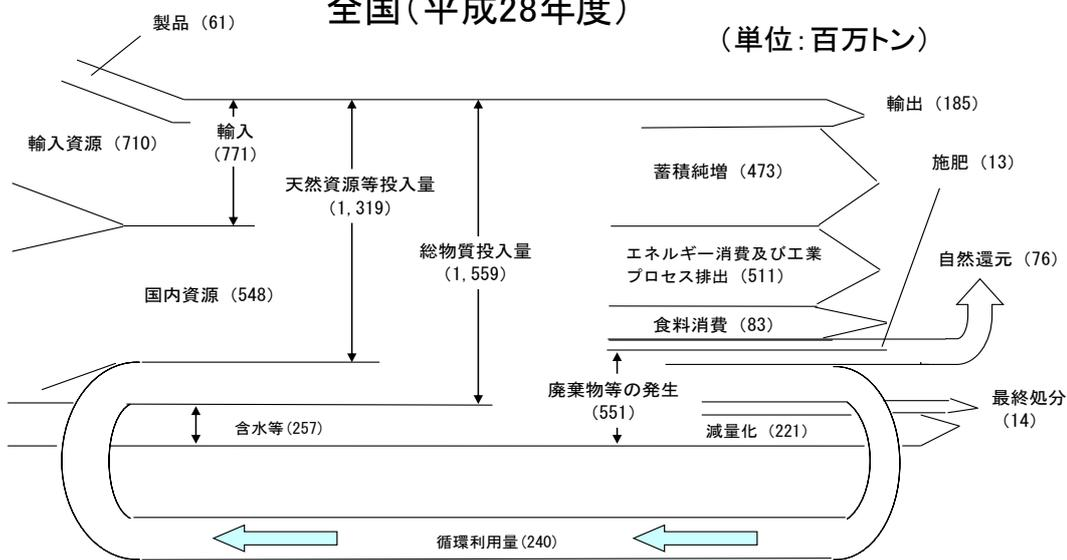 全国（平成28年度）
（単位：百万トン）
製品（61）
輸入資源（710）
輸入
（771）
天然資源等投入量
（1,319）
総物質投入量
（1,559）
国内資源（548）
含水等(257)
輸出（185）
蓄積純増（473）
施肥（13）
エネルギー消費及び工業
プロセス排出（511）
自然還元（76）
食料消費（83）
廃棄物等の発生
（551）
減量化（221）
最終処分
（14）
循環利用量(240)